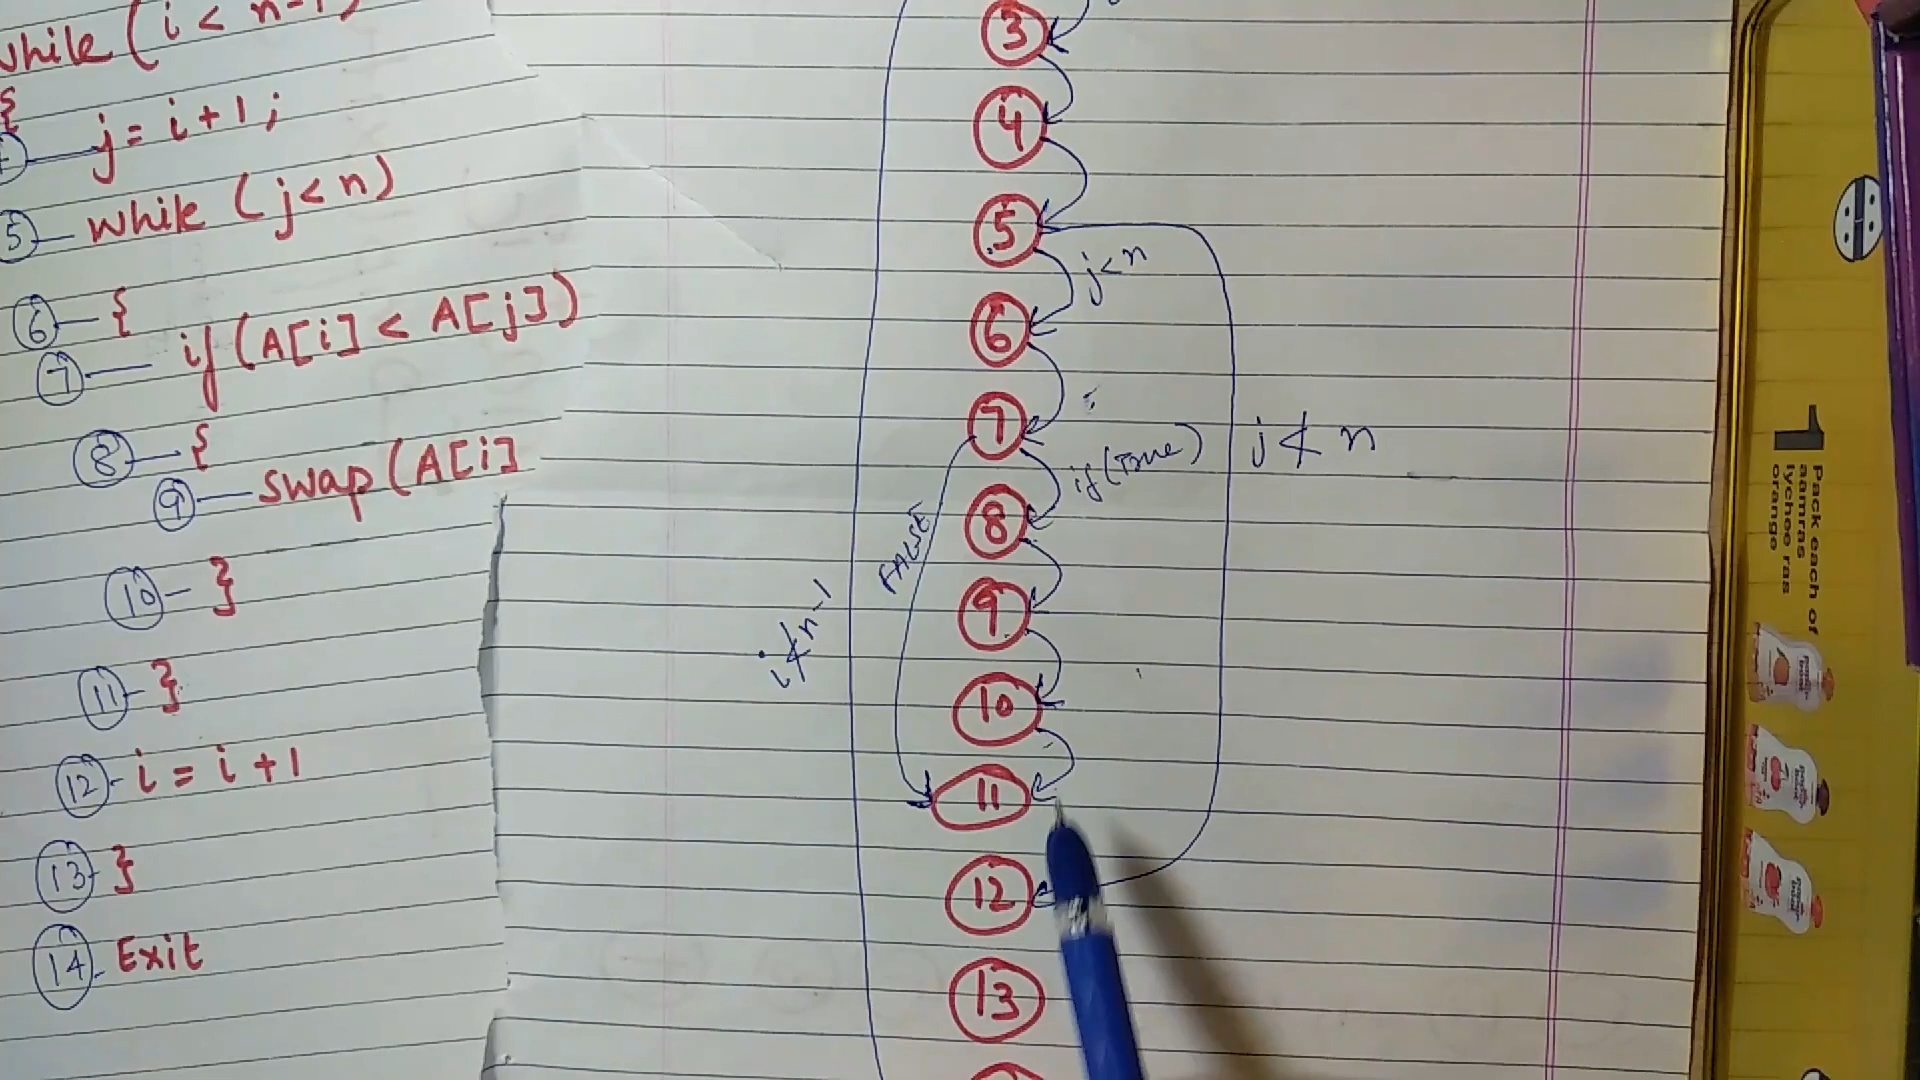 while (i < n-1)
{
j = i + 1 ;
5 while (j < n)
6 - {
7 if (A[i] < A[j])
8 - {
9 - swap (A[i]
10 - }
11 - }
12 - i = i + 1
13 - }
14 - Exit
3
4
5
j < n
6
7
if (True)
j ≮ n
8
FALSE
9
i ≮ n-1
10
11
12
13
1
Pack each of
aamras
lychee ras
orange